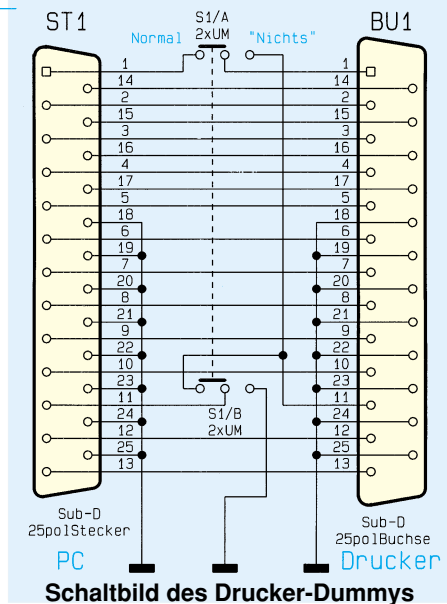 ST1 S1/A BU1
Normal 2xUM "Nichts"
1 1
14 14
2 2
15 15
3 3
16 16
4 4
17 17
5 5
18 18
6 6
19 19
7 7
20 20
8 8
21 21
9 9
22 22
10 10
23 23
11 11
S1/B
24 24
2xUM
12 12
25 25
13 13
Sub-D
25polStecker
Sub-D
25polBuchse
PC Drucker
Schaltbild des Drucker-Dummys